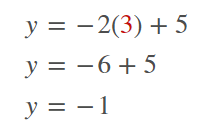 y = −2(3) + 5
y = −6 + 5
y = −1